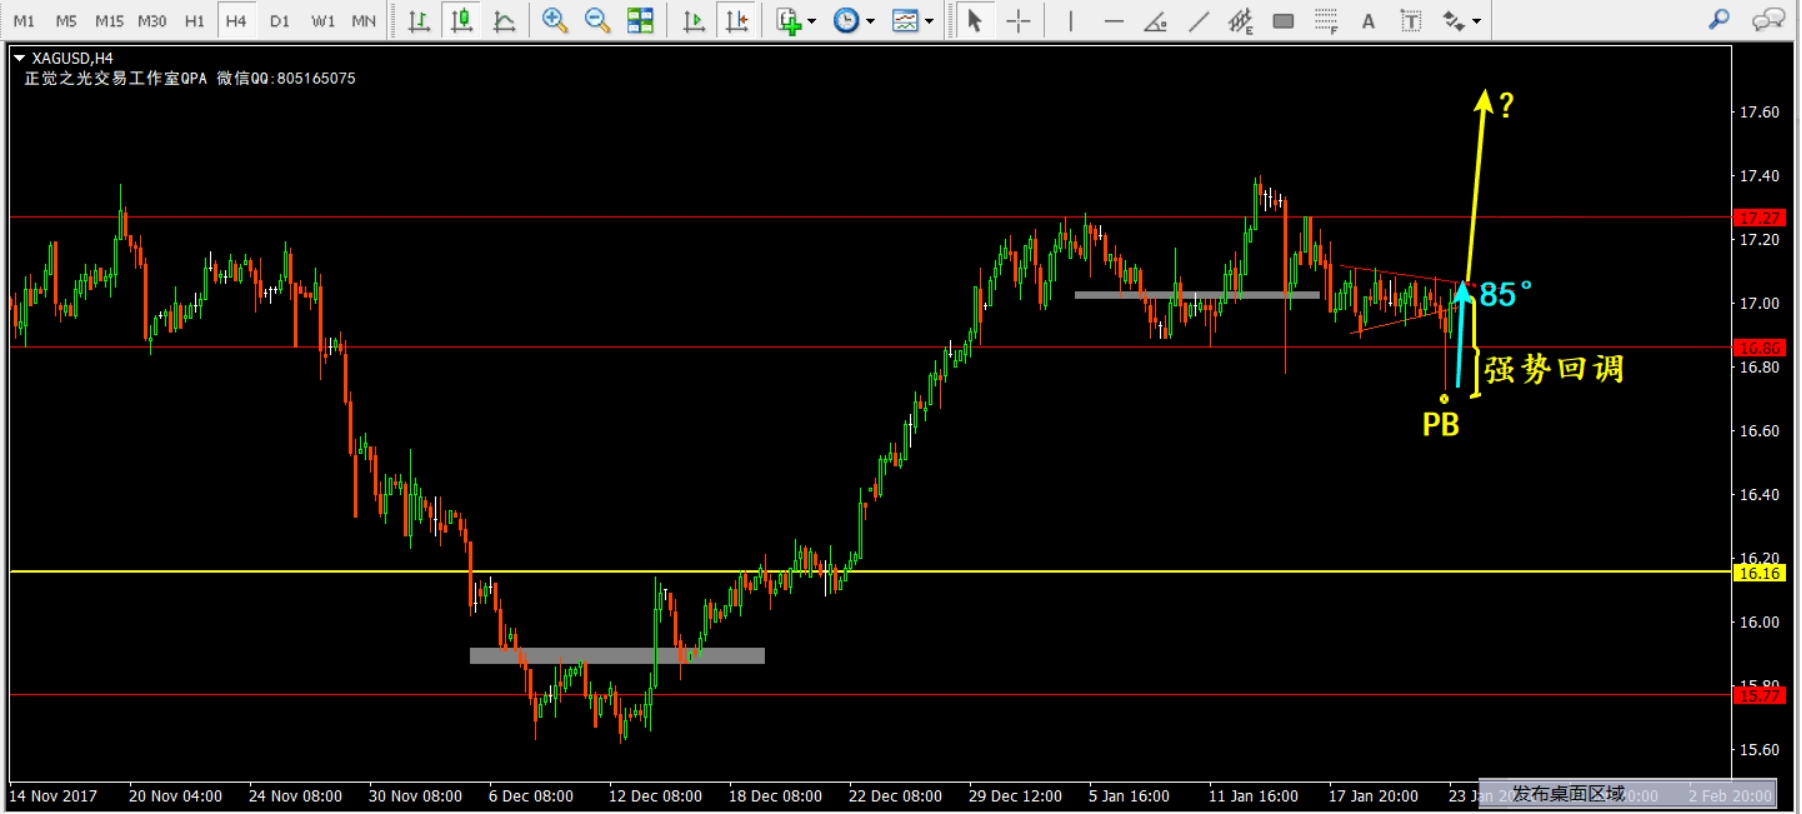 M1 M5 M15 M30 H1 H4 D1 W1 MN
A T E F
XAGUSD,H4
正觉之光交易工作室QPA 微信QQ:805165075
?
17.60
17.40
17.27
17.20
85°
17.00
16.86
16.80
强势回调
PB
16.60
16.40
16.20
16.16
16.00
15.80
15.77
15.60
14 Nov 2017 20 Nov 04:00 24 Nov 08:00 30 Nov 08:00 6 Dec 08:00 12 Dec 08:00 18 Dec 08:00 22 Dec 08:00 29 Dec 12:00 5 Jan 16:00 11 Jan 16:00 17 Jan 20:00 23 Jan 2 Feb 20:00
发布桌面区域